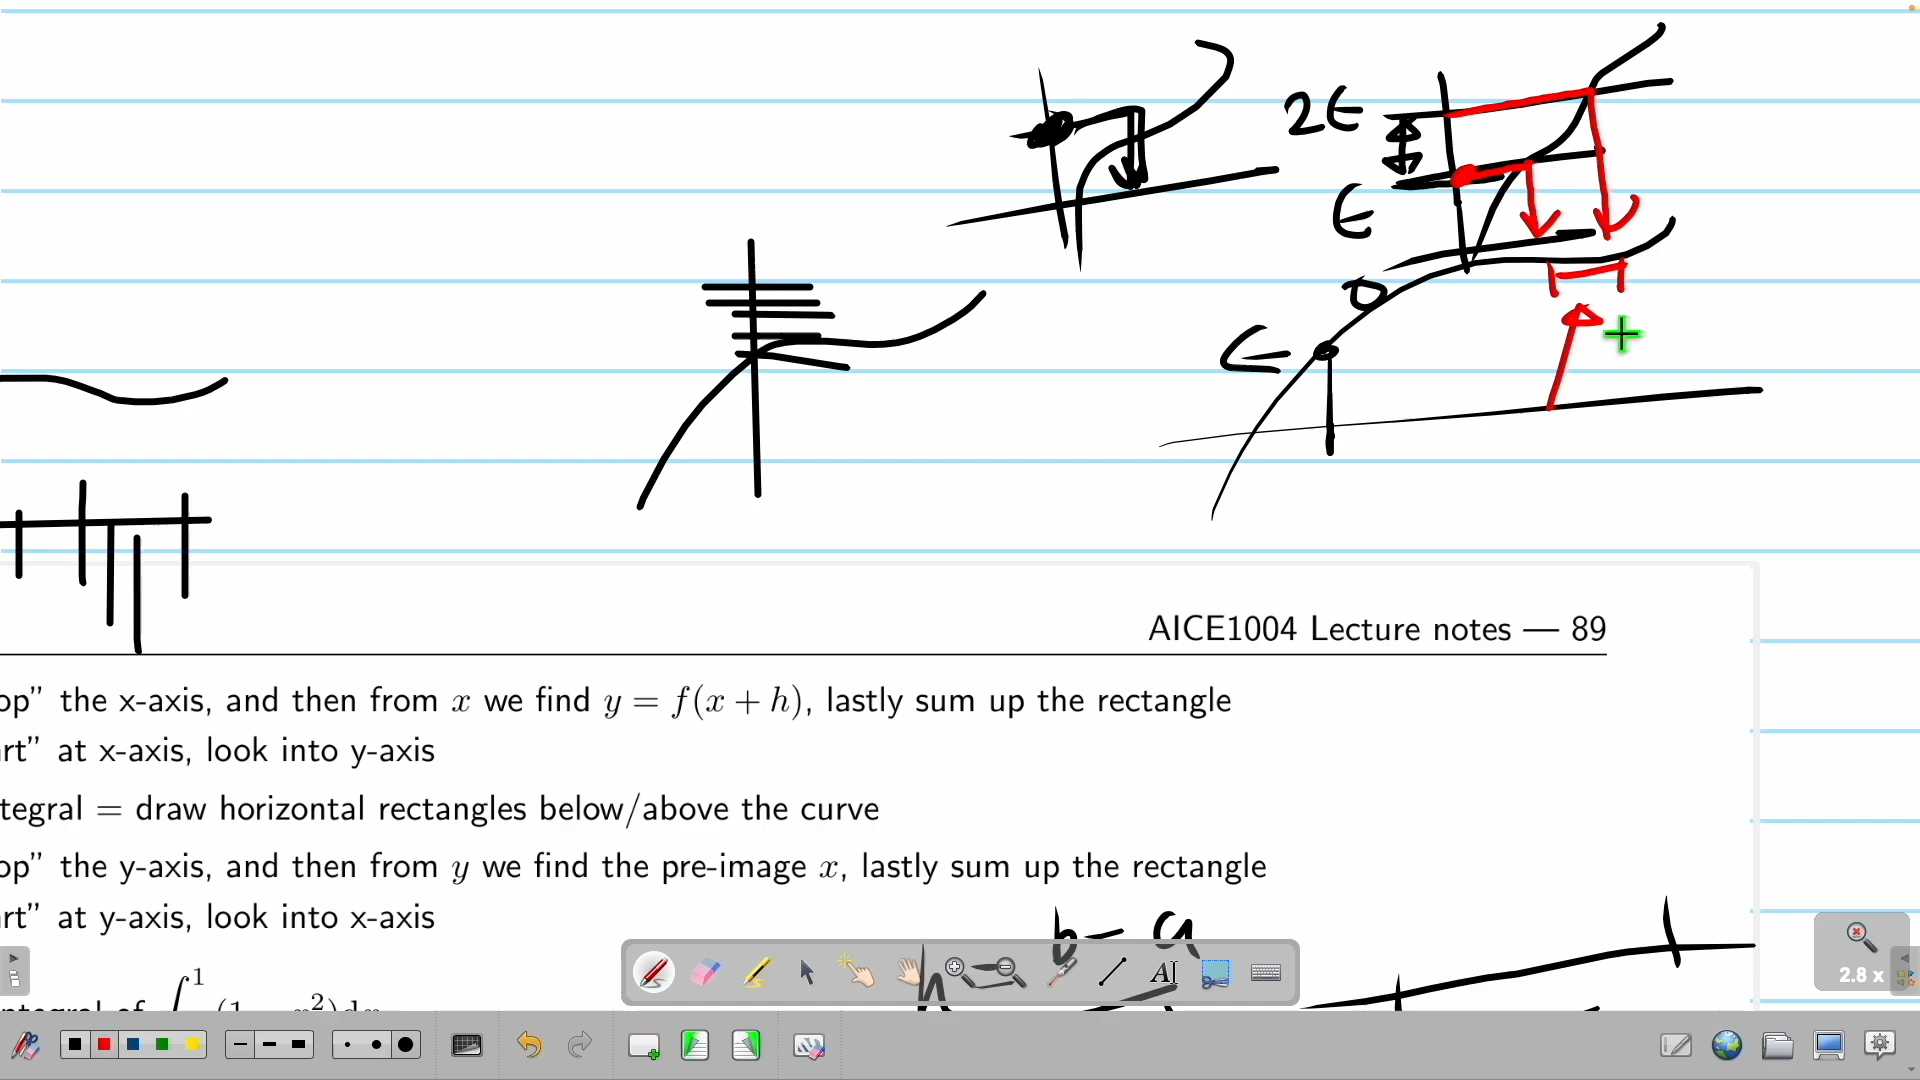 2ϵ
ϵ
0
ϵ
AICE1004 Lecture notes — 89
op” the x-axis, and then from x we find y = f(x + h), lastly sum up the rectangle
rt” at x-axis, look into y-axis
tegral = draw horizontal rectangles below/above the curve
op” the y-axis, and then from y we find the pre-image x, lastly sum up the rectangle
rt” at y-axis, look into x-axis
b - a
2.8 x